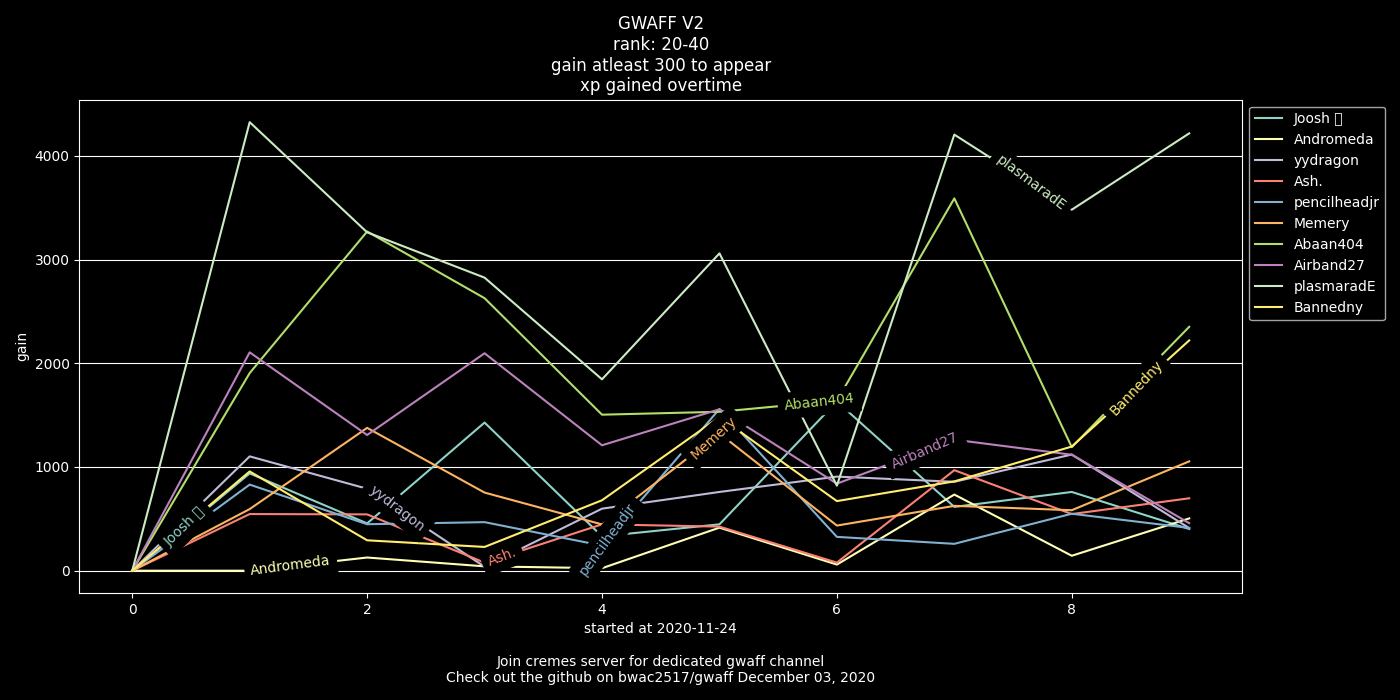 GWAFF V2
rank: 20-40
gain atleast 300 to appear
xp gained overtime
gain
4000
3000
2000
1000
0
0 2 4 6 8
started at 2020-11-24
Joosh
Andromeda
yydragon
Ash.
pencilheadjr
Memery
Abaan404
Airband27
plasmaradE
Bannedny
Joosh
Andromeda
yydragon
Ash.
pencilheadjr
Memery
Abaan404
Airband27
plasmaradE
Bannedny
Join cremes server for dedicated gwaff channel
Check out the github on bwac2517/gwaff December 03, 2020